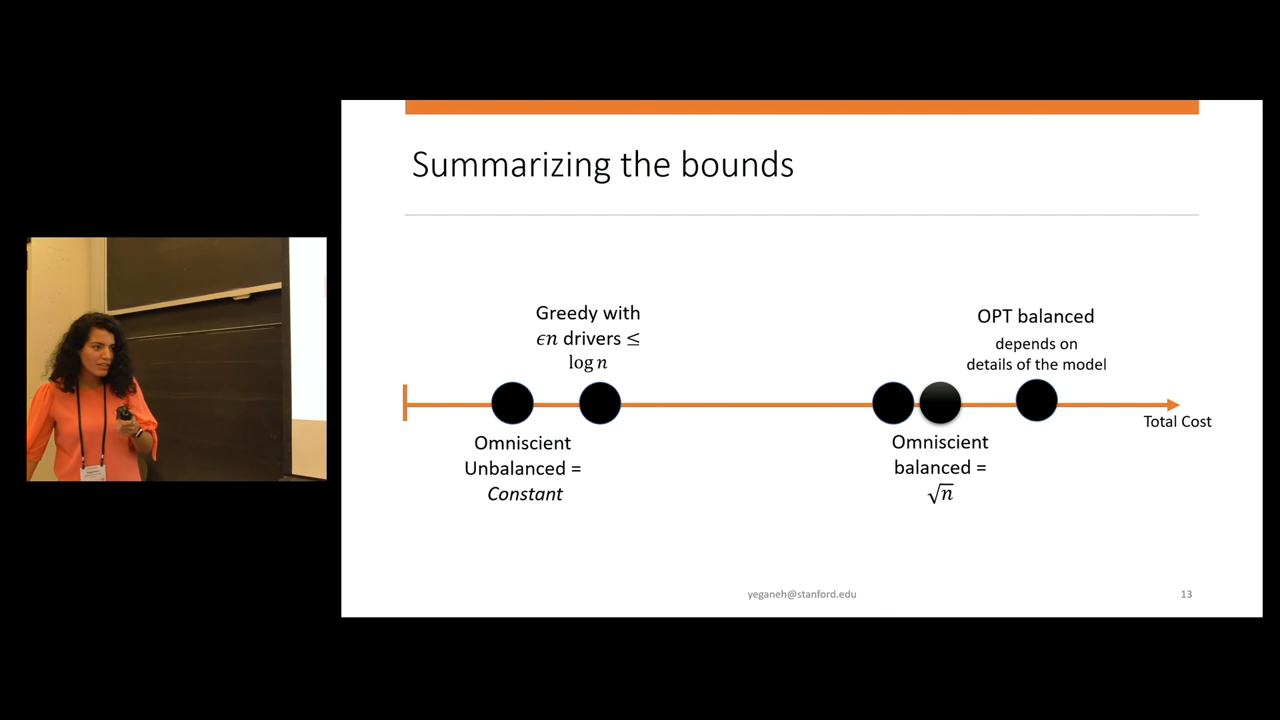 Summarizing the bounds
Greedy with
ϵn drivers ≤
log n
OPT balanced
depends on
details of the model
Total Cost
Omniscient
Unbalanced =
Constant
Omniscient
balanced =
√n
yeganeh@stanford.edu
13